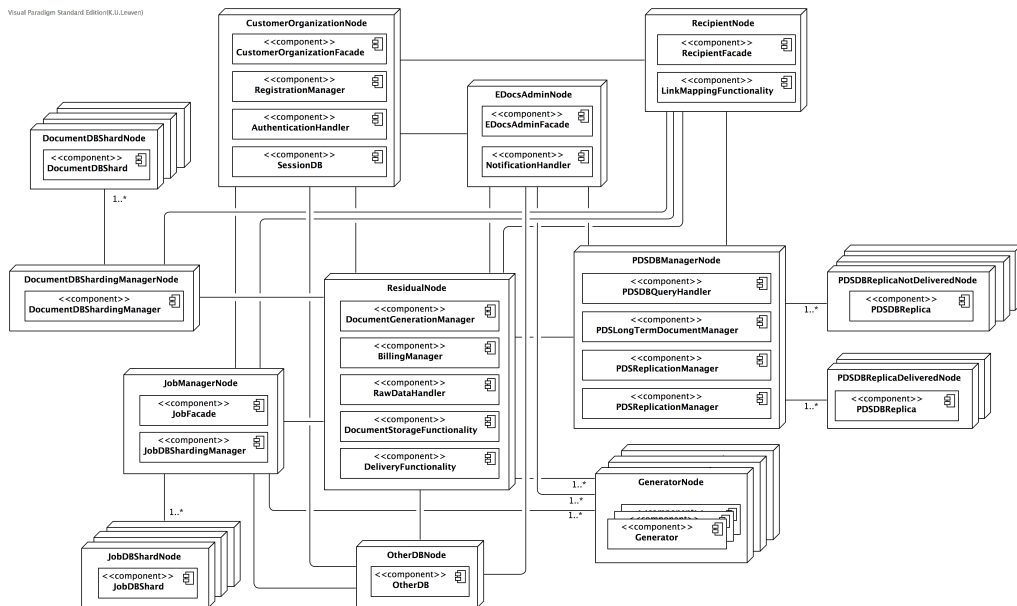 Visual Paradigm Standard Edition(K.U.Leuven)
CustomerOrganizationNode
<<component>>
CustomerOrganizationFacade
<<component>>
RegistrationManager
<<component>>
AuthenticationHandler
<<component>>
SessionDB
RecipientNode
<<component>>
RecipientFacade
<<component>>
LinkMappingFunctionality
EDocsAdminNode
<<component>>
EDocsAdminFacade
<<component>>
NotificationHandler
DocumentDBShardNode
<<component>>
DocumentDBShard
1..*
DocumentDBShardingManagerNode
<<component>>
DocumentDBShardingManager
ResidualNode
<<component>>
DocumentGenerationManager
<<component>>
BillingManager
<<component>>
RawDataHandler
<<component>>
DocumentStorageFunctionality
<<component>>
DeliveryFunctionality
PDSDBManagerNode
<<component>>
PDSDBQueryHandler
<<component>>
PDSLongTermDocumentManager
<<component>>
PDSReplicationManager
<<component>>
PDSReplicationManager
PDSDBReplicaNotDeliveredNode
<<component>>
PDSDBReplica
1..*
PDSDBReplicaDeliveredNode
<<component>>
PDSDBReplica
1..*
JobManagerNode
<<component>>
JobFacade
<<component>>
JobDBShardingManager
1..*
GeneratorNode
<<component>>
Generator
1..*
1..*
1..*
JobDBShardNode
<<component>>
JobDBShard
OtherDBNode
<<component>>
OtherDB